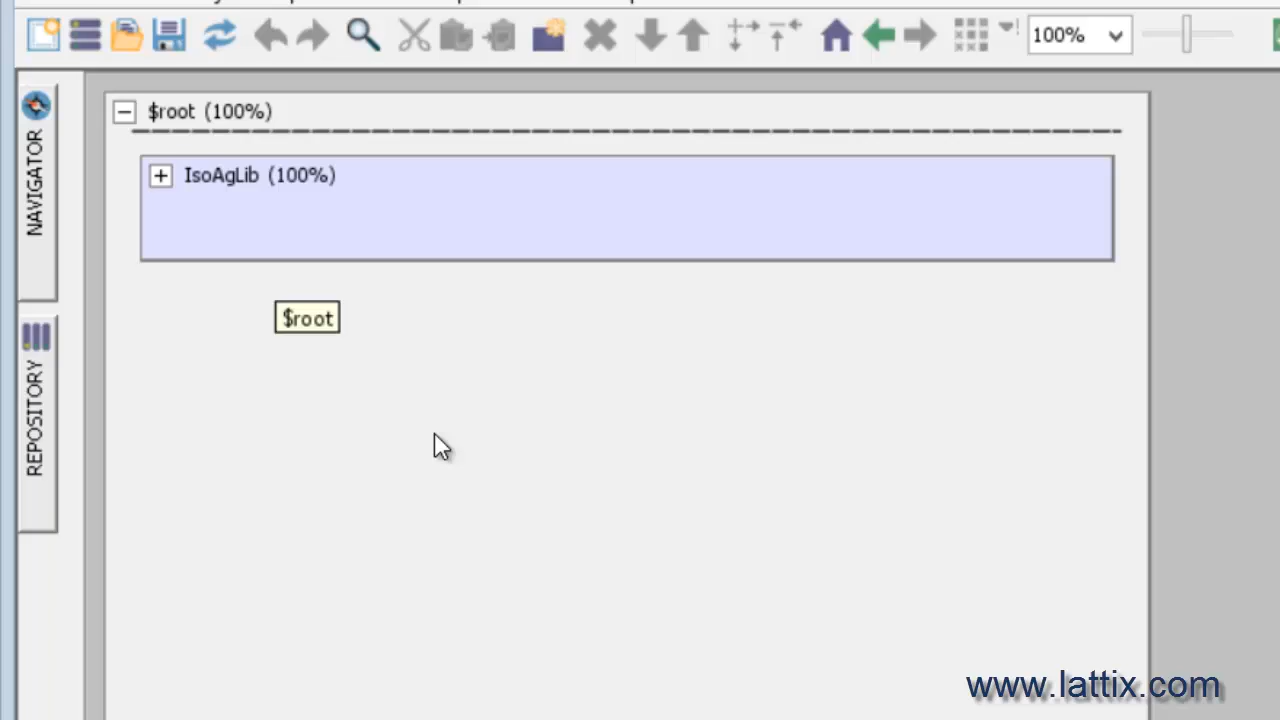 100%
NAVIGATOR
$root (100%)
IsoAgLib (100%)
$root
REPOSITORY
www.lattix.com